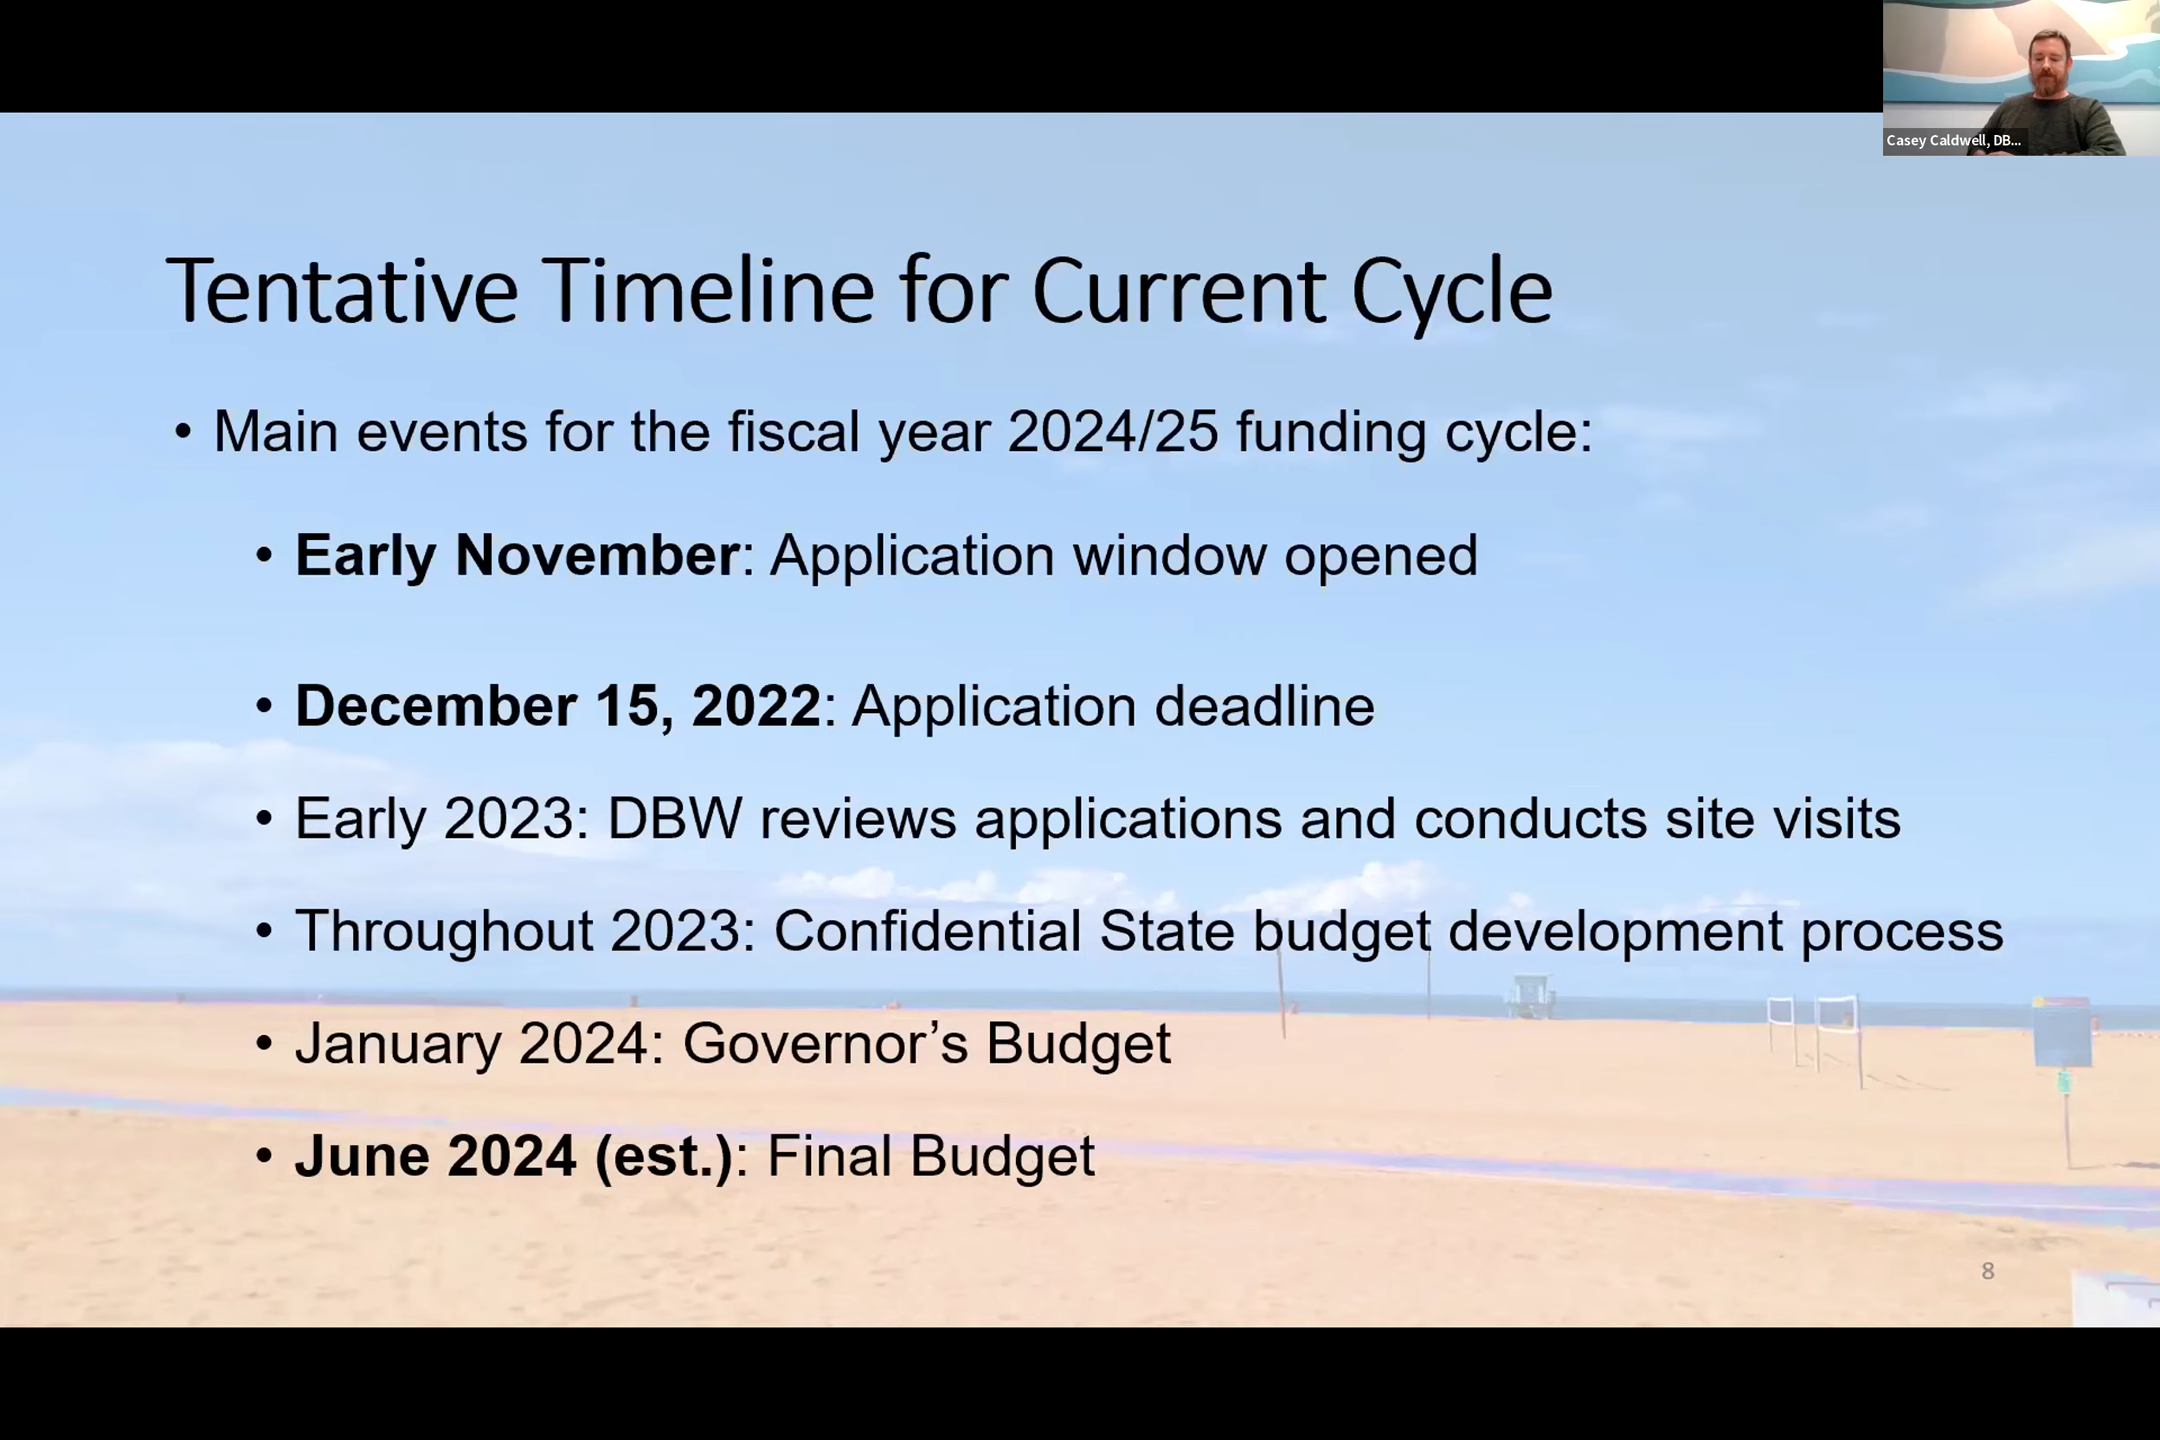 Casey Caldwell, DB...
Tentative Timeline for Current Cycle
• Main events for the fiscal year 2024/25 funding cycle:
• Early November: Application window opened
• December 15, 2022: Application deadline
• Early 2023: DBW reviews applications and conducts site visits
• Throughout 2023: Confidential State budget development process
• January 2024: Governor’s Budget
• June 2024 (est.): Final Budget
8